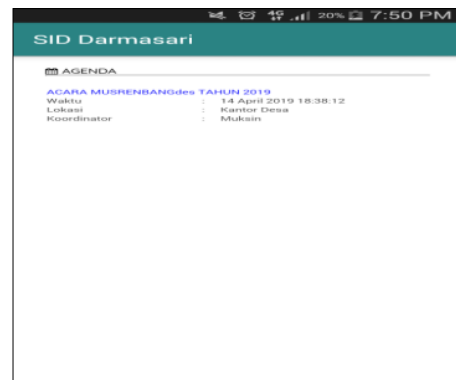 4G 20% 7:50 PM
SID Darmasari
AGENDA
ACARA MUSRENBANGdes TAHUN 2019
Waktu : 14 April 2019 18:38:12
Lokasi : Kantor Desa
Koordinator : Muksin